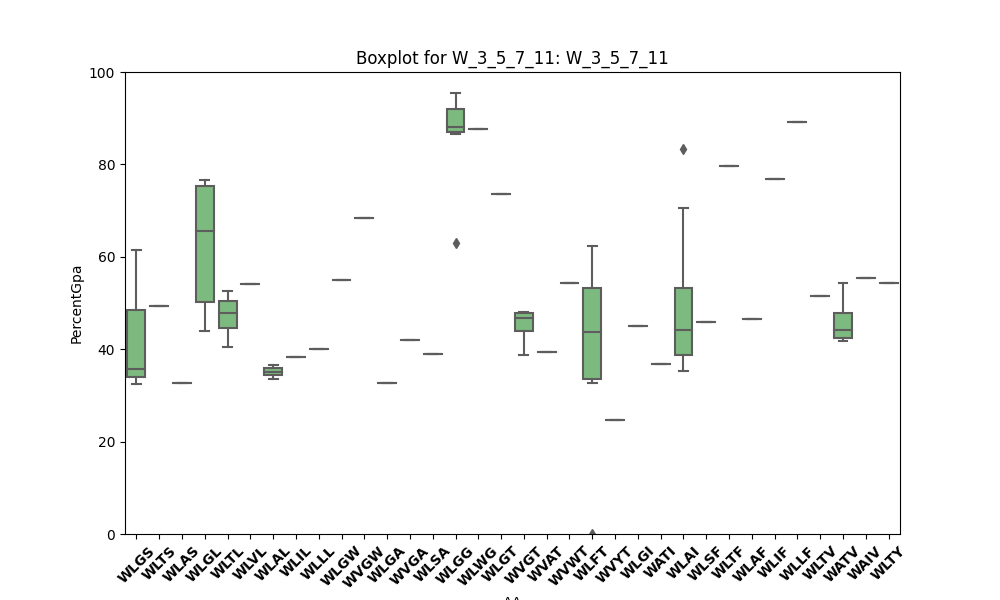 Boxplot for W_3_5_7_11: W_3_5_7_11
PercentGpa
100
80
60
40
20
0
WLGS
WLTS
WLAS
WLGL
WLTL
WLVL
WLAL
WLIL
WLLL
WLGW
WVGW
WLGA
WVGA
WLSA
WLGG
WLWG
WLGT
WVGT
WVAT
WVWT
WLFT
WVYT
WLGI
WATI
WLAI
WLSF
WLTF
WLAF
WLIF
WLLF
WLTV
WATV
WAIV
WLTY